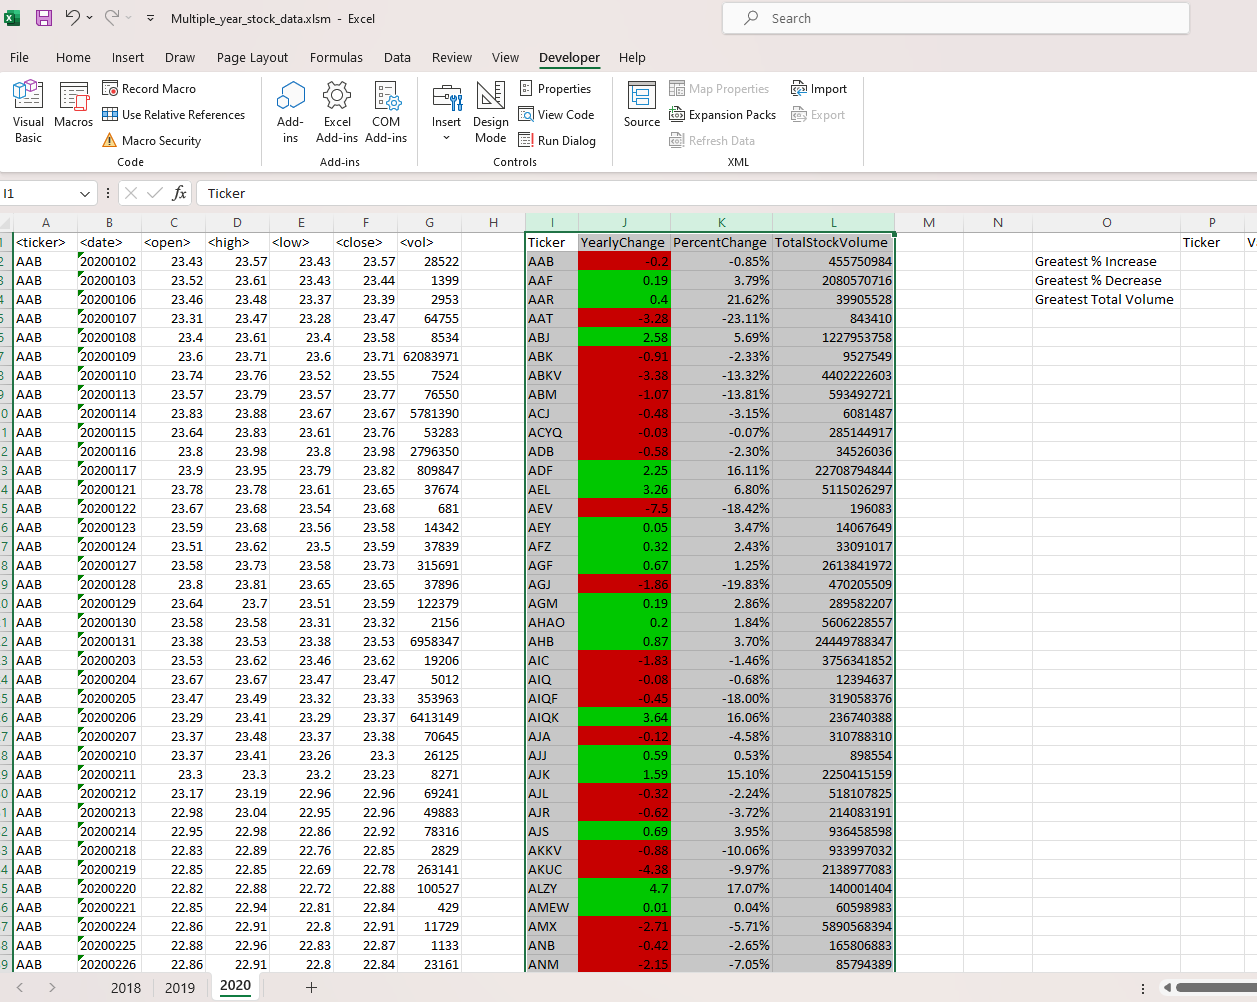 Multiple_year_stock_data.xlsm - Excel
Search
File Home Insert Draw Page Layout Formulas Data Review View Developer Help
Visual Basic
Macros
Record Macro
Use Relative References
Macro Security
Code
Add-ins
Excel Add-ins
COM Add-ins
Add-ins
Insert
Design Mode
Properties
View Code
Run Dialog
Controls
Source
Map Properties
Expansion Packs
Refresh Data
Import
Export
XML
I1 fx Ticker
A B C D E F G H I J K L M N O P
<ticker> <date> <open> <high> <low> <close> <vol> Ticker YearlyChange PercentChange TotalStockVolume Ticker
AAB 20200102 23.43 23.57 23.43 23.57 28522 AAB -0.2 -0.85% 455750984 Greatest % Increase
AAB 20200103 23.52 23.61 23.43 23.44 1399 AAF 0.19 3.79% 2080570716 Greatest % Decrease
AAB 20200106 23.46 23.48 23.37 23.39 2953 AAR 0.4 21.62% 39905528 Greatest Total Volume
AAB 20200107 23.31 23.47 23.28 23.47 64755 AAT -3.28 -23.11% 843410
AAB 20200108 23.4 23.61 23.4 23.58 8534 ABJ 2.58 5.69% 1227953758
AAB 20200109 23.6 23.71 23.6 23.71 62083971 ABK -0.91 -2.33% 9527549
AAB 20200110 23.74 23.76 23.52 23.55 7524 ABKV -3.38 -13.32% 4402222603
AAB 20200113 23.57 23.79 23.57 23.77 76550 ABM -1.07 -13.81% 593492721
AAB 20200114 23.83 23.88 23.67 23.67 5781390 ACJ -0.48 -3.15% 6081487
AAB 20200115 23.64 23.83 23.61 23.76 53283 ACYQ -0.03 -0.07% 285144917
AAB 20200116 23.8 23.98 23.8 23.98 2796350 ADB -0.58 -2.30% 34526036
AAB 20200117 23.9 23.95 23.79 23.82 809847 ADF 2.25 16.11% 22708794844
AAB 20200121 23.78 23.78 23.61 23.65 37674 AEL 3.26 6.80% 5115026297
AAB 20200122 23.67 23.68 23.54 23.68 681 AEV -7.5 -18.42% 196083
AAB 20200123 23.59 23.68 23.56 23.58 14342 AEY 0.05 3.47% 14067649
AAB 20200124 23.51 23.62 23.5 23.59 37839 AFZ 0.32 2.43% 33091017
AAB 20200127 23.58 23.73 23.58 23.73 315691 AGF 0.67 1.25% 2613841972
AAB 20200128 23.8 23.81 23.65 23.65 37896 AGJ -1.86 -19.83% 470205509
AAB 20200129 23.64 23.7 23.51 23.59 122379 AGM 0.19 2.86% 289582207
AAB 20200130 23.58 23.58 23.31 23.32 2156 AHAO 0.2 1.84% 5606228557
AAB 20200131 23.38 23.53 23.38 23.53 6958347 AHB 0.87 3.70% 24449788347
AAB 20200203 23.53 23.62 23.46 23.62 19206 AIC -1.83 -1.46% 3756341852
AAB 20200204 23.67 23.67 23.47 23.47 5012 AIQ -0.08 -0.68% 12394637
AAB 20200205 23.47 23.49 23.32 23.33 353963 AIQF -0.45 -18.00% 319058376
AAB 20200206 23.29 23.41 23.29 23.37 6413149 AIQK 3.64 16.06% 236740388
AAB 20200207 23.37 23.48 23.37 23.38 70645 AJA -0.12 -4.58% 310788310
AAB 20200210 23.37 23.41 23.26 23.3 26125 AJJ 0.59 0.53% 898554
AAB 20200211 23.3 23.3 23.2 23.23 8271 AJK 1.59 15.10% 2250415159
AAB 20200212 23.17 23.19 22.96 22.96 69241 AJL -0.32 -2.24% 518107825
AAB 20200213 22.98 23.04 22.95 22.96 49883 AJR -0.62 -3.72% 214083191
AAB 20200214 22.95 22.98 22.86 22.92 78316 AJS 0.69 3.95% 936458598
AAB 20200218 22.83 22.89 22.76 22.85 2829 AKKV -0.88 -10.06% 933997032
AAB 20200219 22.85 22.85 22.69 22.78 263141 AKUC -4.38 -9.97% 2138977083
AAB 20200220 22.82 22.88 22.72 22.88 100527 ALZY 4.7 17.07% 140001404
AAB 20200221 22.85 22.94 22.81 22.84 429 AMEW 0.01 0.04% 60598983
AAB 20200224 22.86 22.91 22.8 22.91 11729 AMX -2.71 -5.71% 5890568394
AAB 20200225 22.88 22.96 22.83 22.87 1133 ANB -0.42 -2.65% 165806883
AAB 20200226 22.86 22.91 22.8 22.84 23161 ANM -2.15 -7.05% 85794389
2018 2019 2020 +